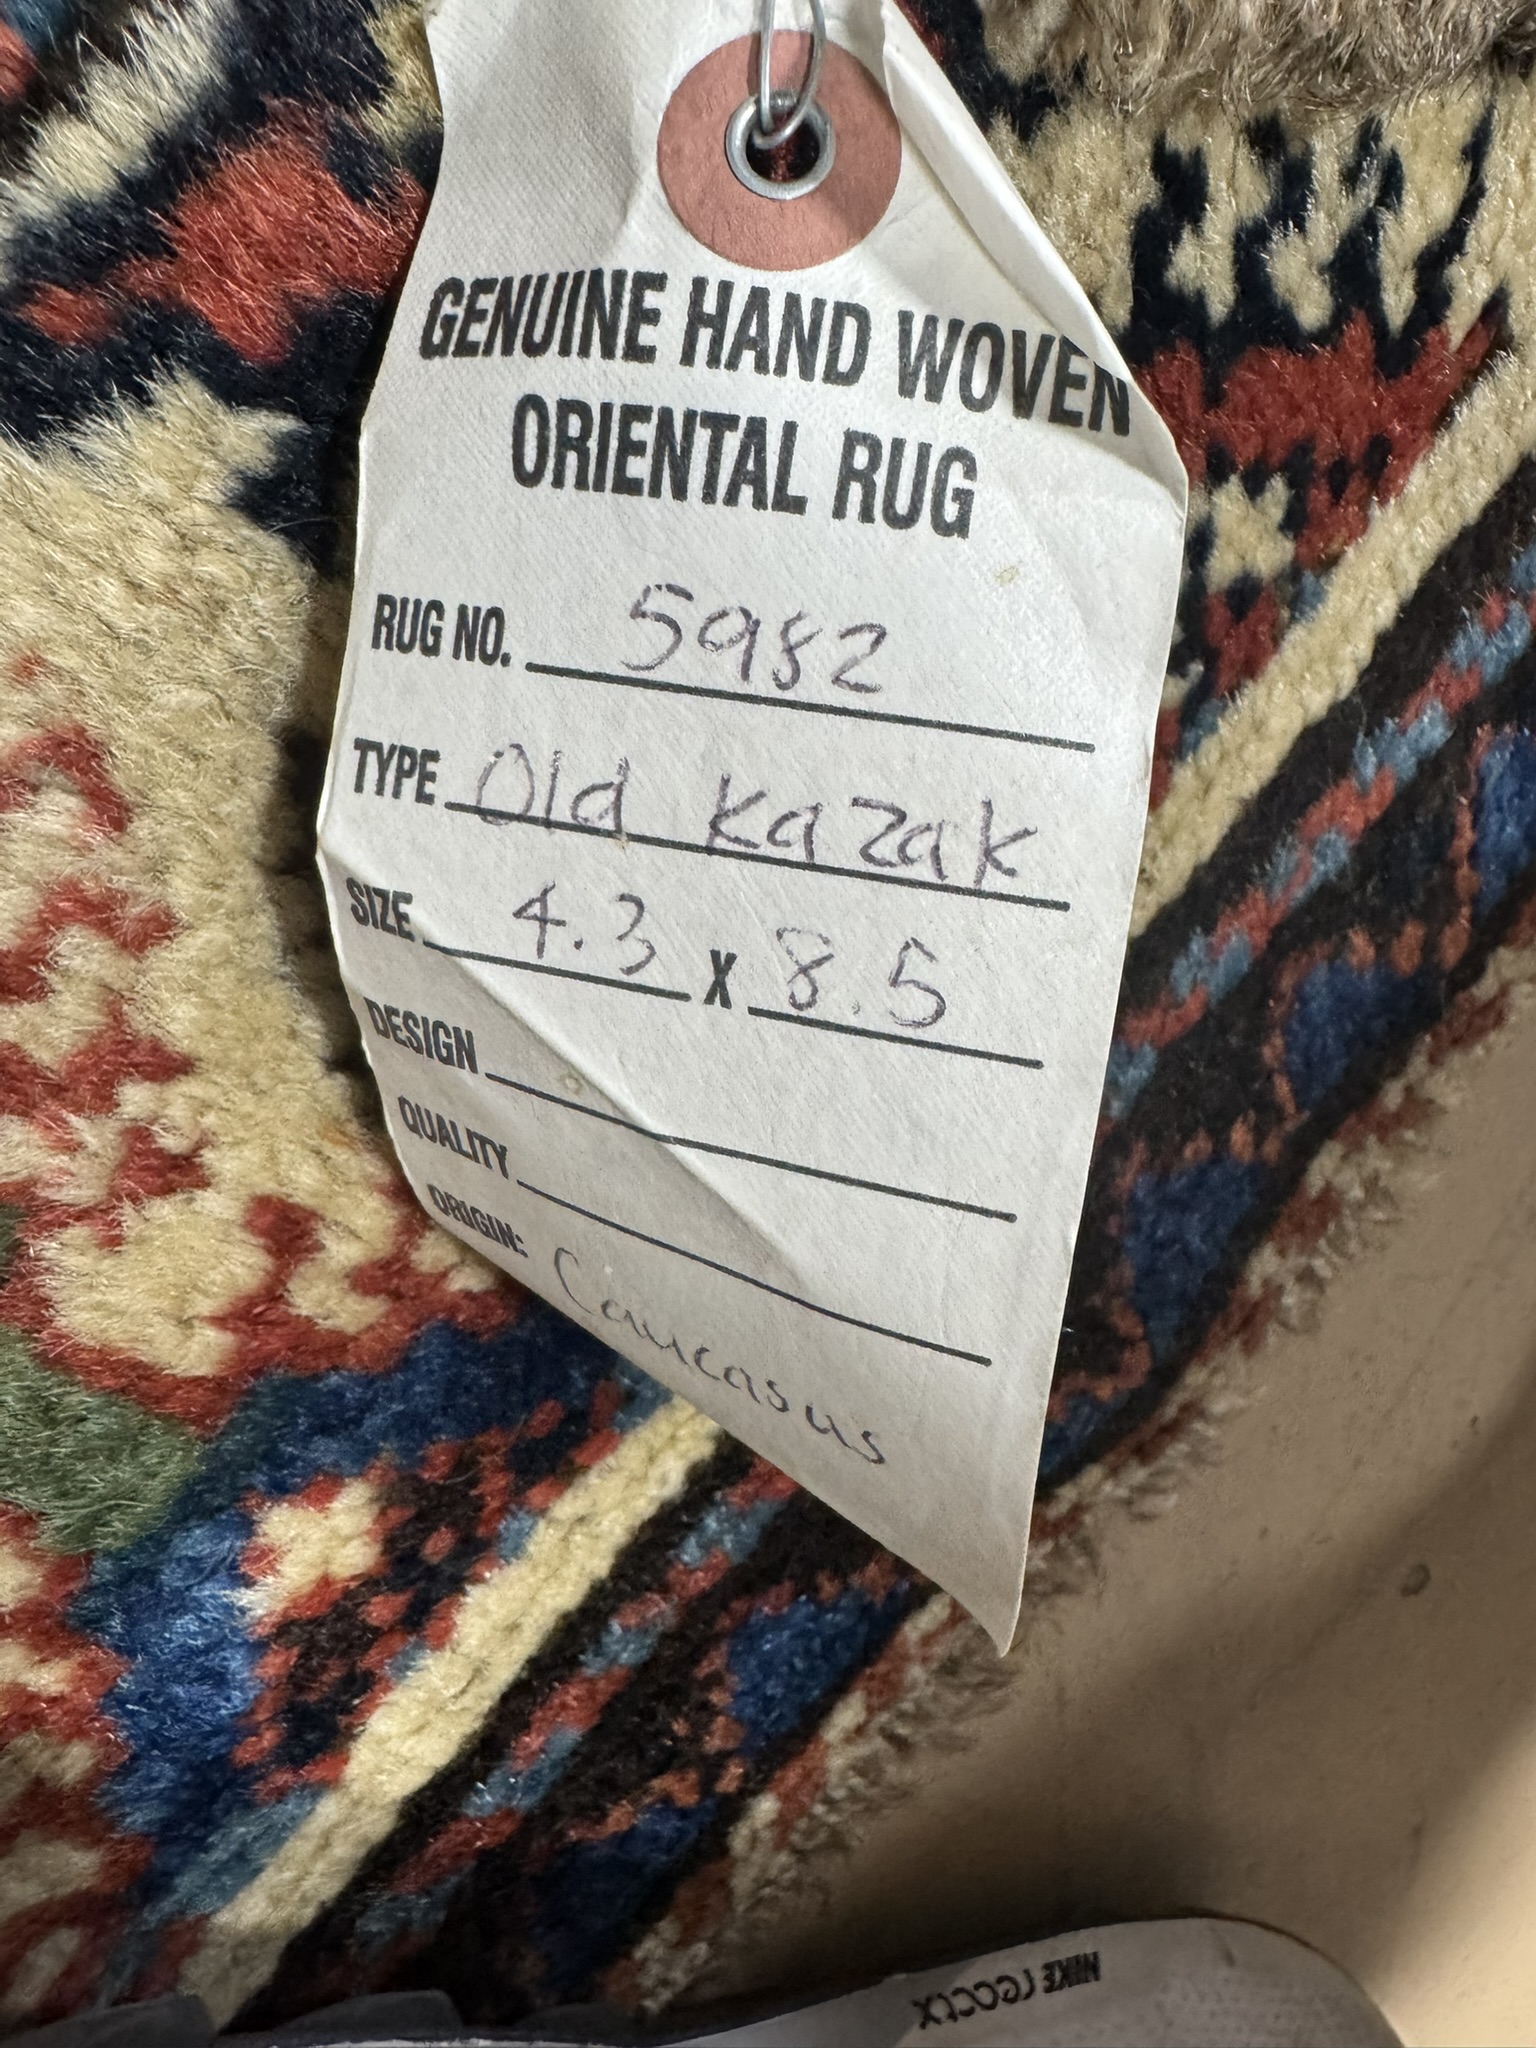 GENUINE HAND WOVEN
ORIENTAL RUG
RUG NO. 5982
TYPE Old Kazak
SIZE 4.3 X 8.5
DESIGN
QUALITY
ORIGIN: Caucasus
NIKE